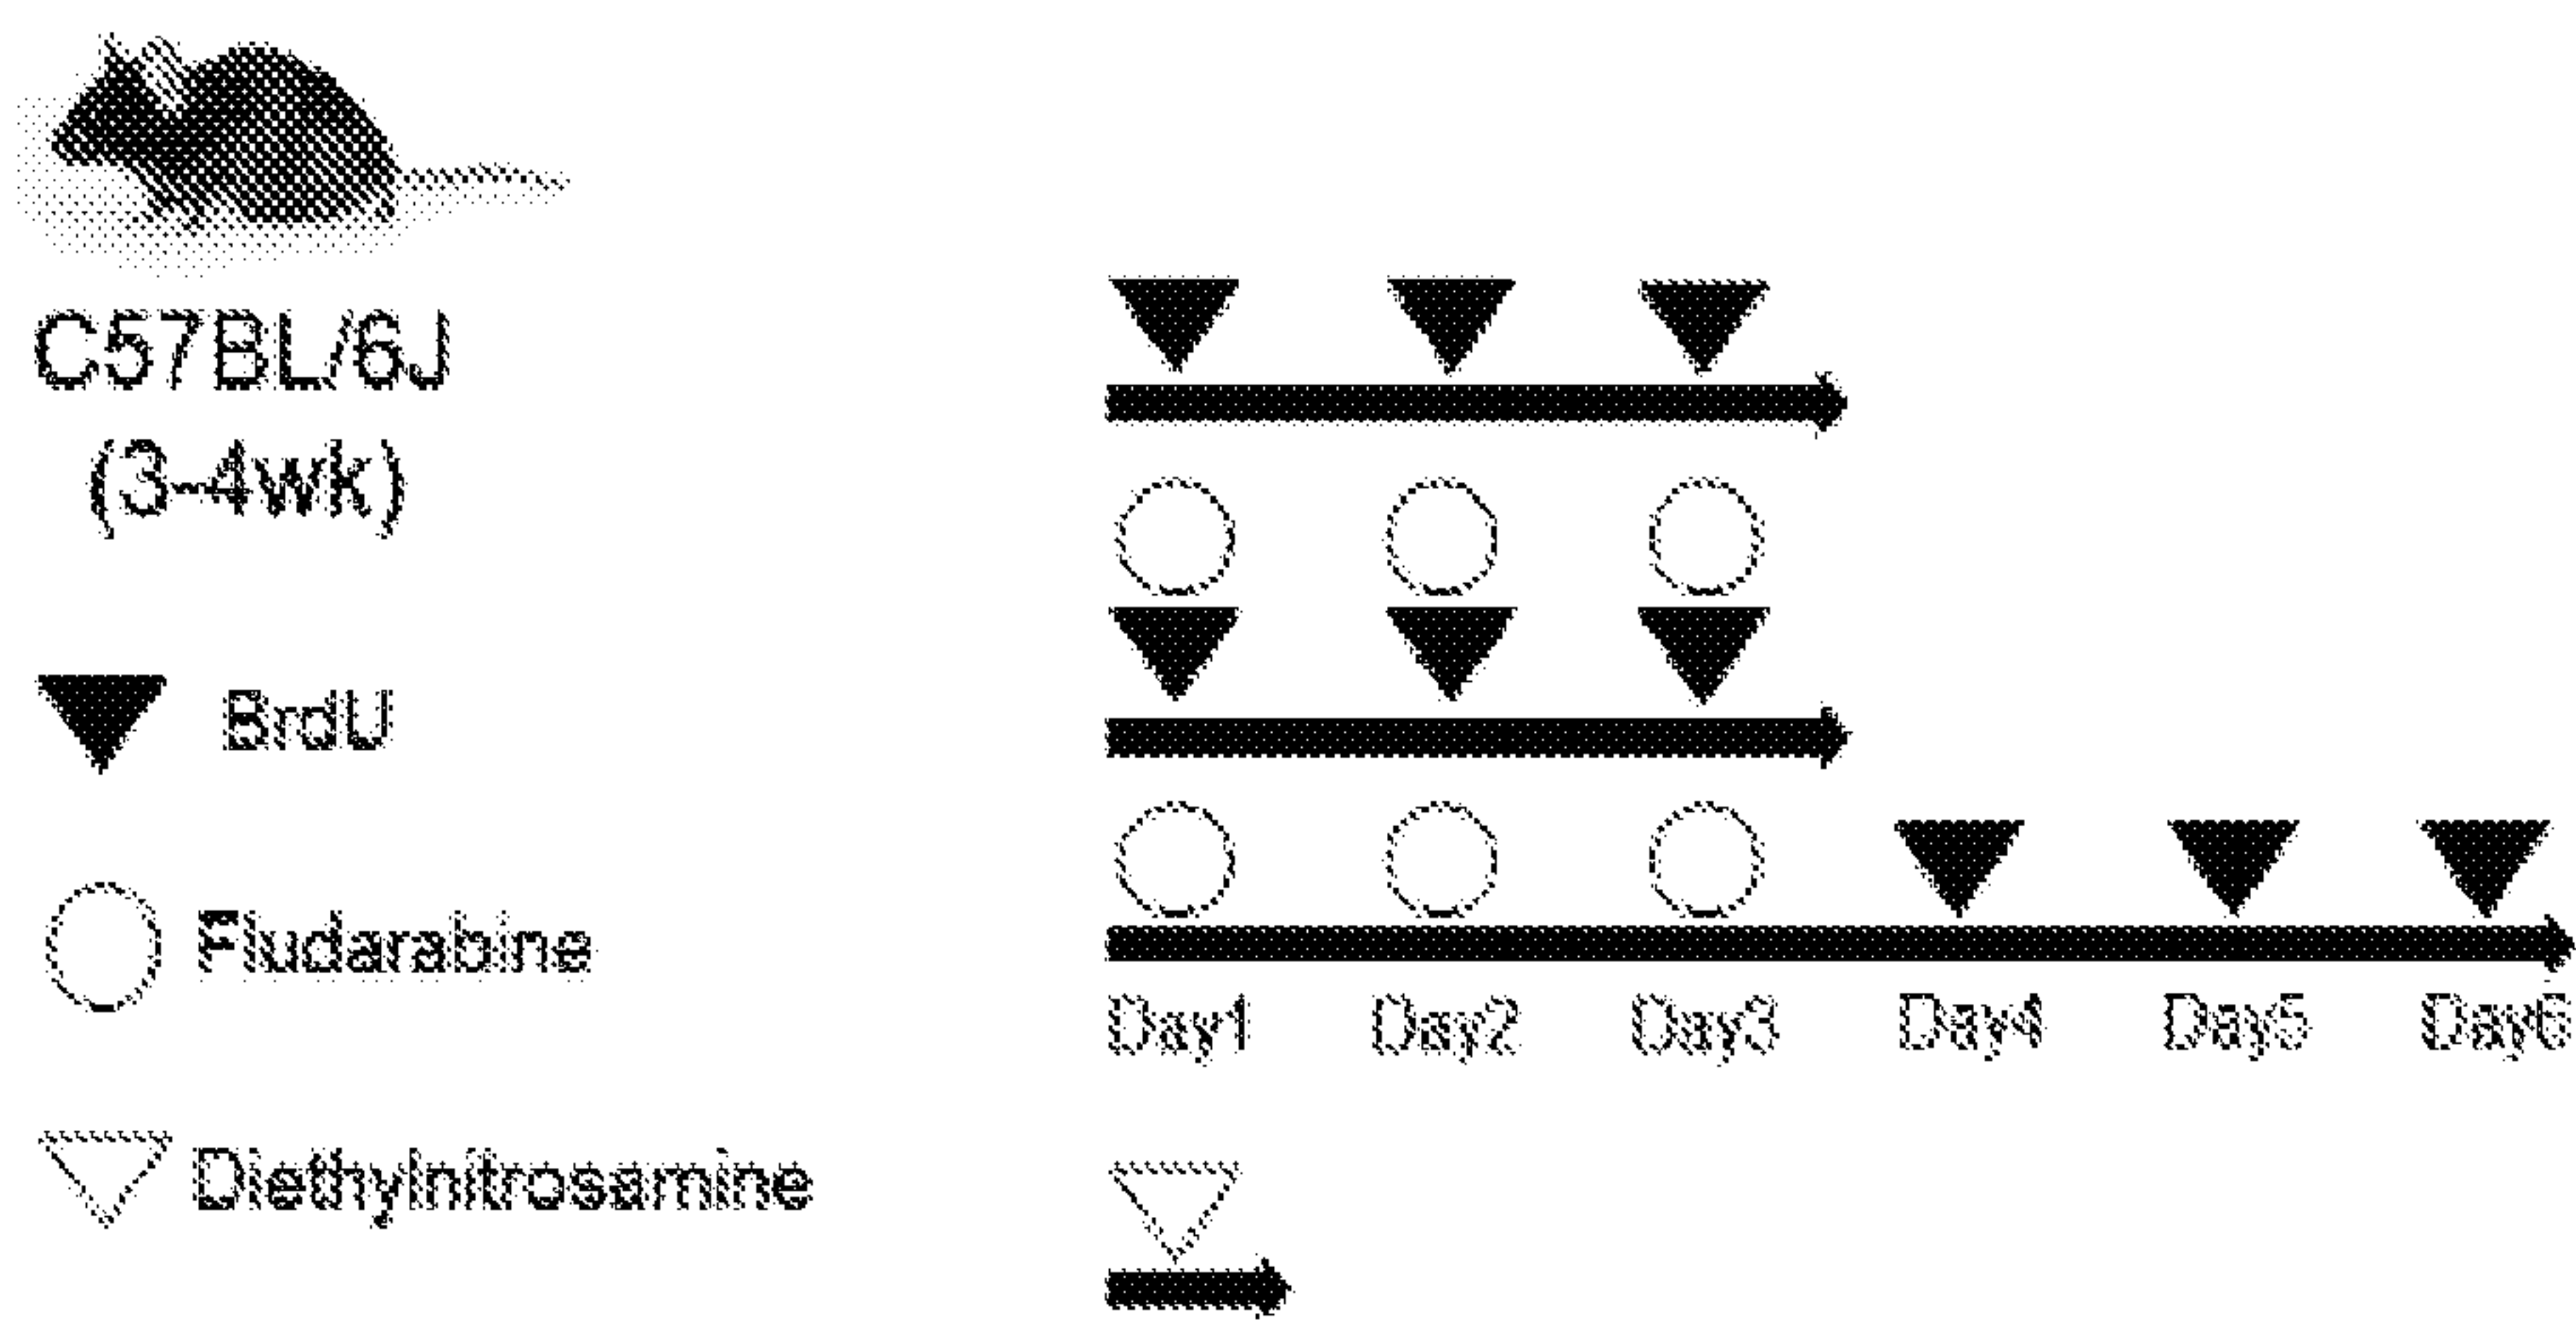 C57BL/6J
(3-4wk)
BrdU
Fludarabine
Day1 Day2 Day3 Day4 Day5 Day6
Diethylnitrosamine